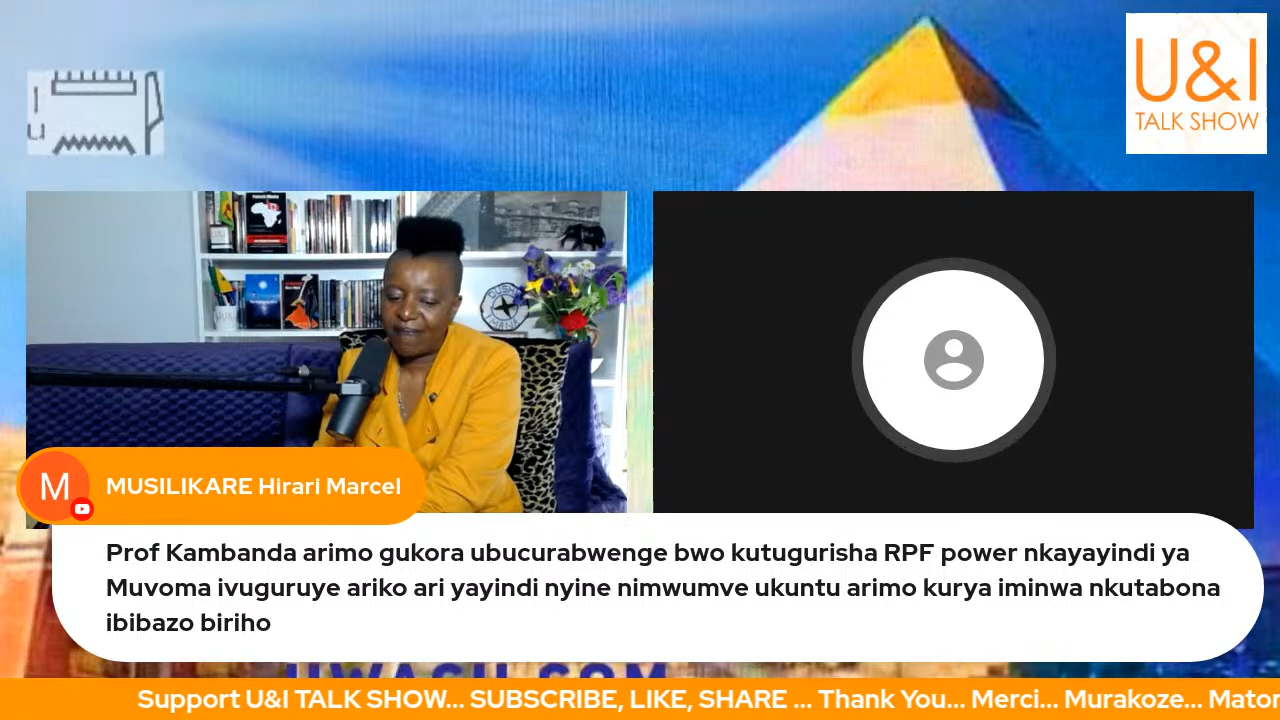 U&I
TALK SHOW
MUSILIKARE Hirari Marcel
Prof Kambanda arimo gukora ubucurabwenge bwo kutugurisha RPF power nkayayindi ya
Muvoma ivuguruye ariko ari yayindi nyine nimwumve ukuntu arimo kurya iminwa nkutabona
ibibazo biriho
Support U&I TALK SHOW... SUBSCRIBE, LIKE, SHARE ... Thank You... Merci... Murakoze...